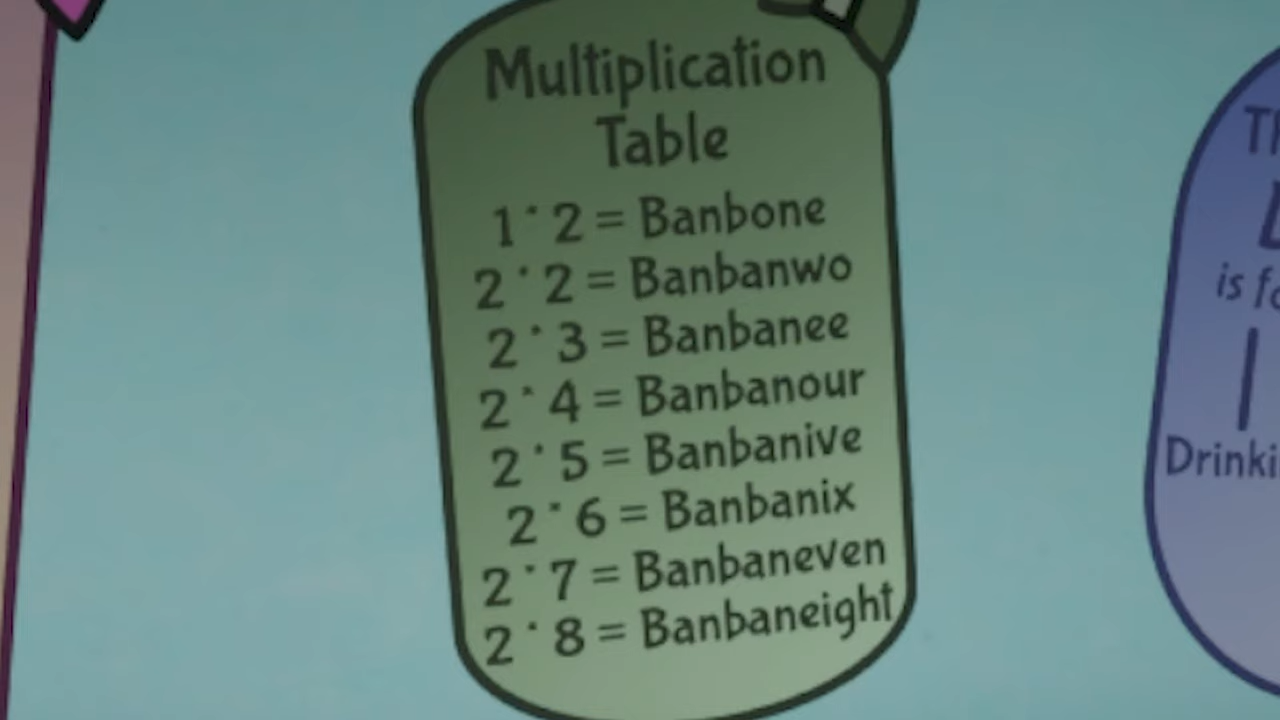 Multiplication
Table
1 · 2 = Banbone
2 · 2 = Banbanwo
2 · 3 = Banbanee
2 · 4 = Banbanour
2 · 5 = Banbanive
2 · 6 = Banbanix
2 · 7 = Banbaneven
2 · 8 = Banbaneight
is